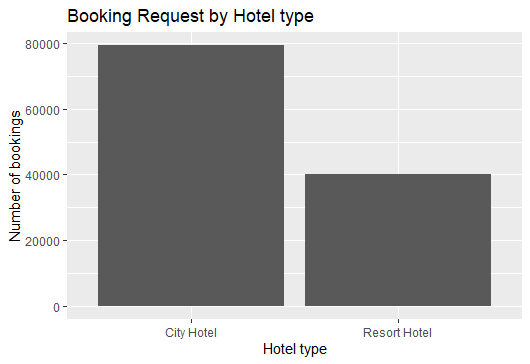 Booking Request by Hotel type
Number of bookings
80000
60000
40000
20000
0
City Hotel
Resort Hotel
Hotel type